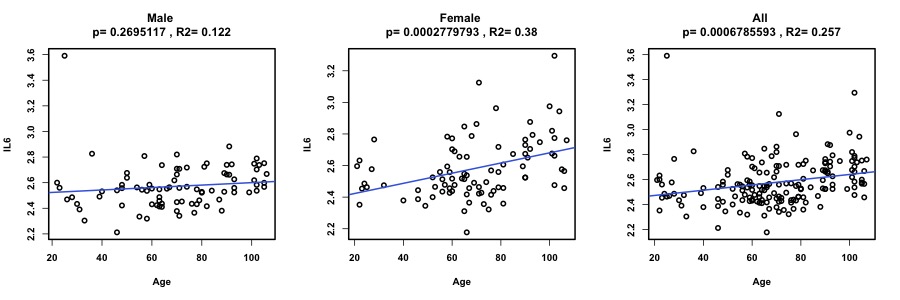 Male
p= 0.2695117 , R2= 0.122
IL6
3.6
3.4
3.2
3.0
2.8
2.6
2.4
2.2
20 40 60 80 100
Age
Female
p= 0.0002779793 , R2= 0.38
IL6
3.2
3.0
2.8
2.6
2.4
2.2
20 40 60 80 100
Age
All
p= 0.0006785593 , R2= 0.257
IL6
3.6
3.4
3.2
3.0
2.8
2.6
2.4
2.2
20 40 60 80 100
Age